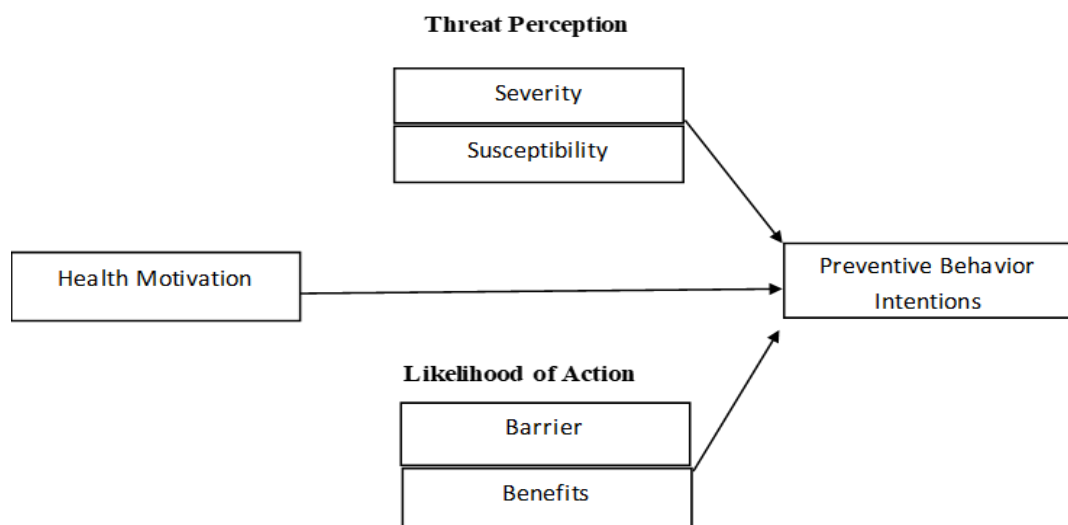 Threat Perception
Severity
Susceptibility
Health Motivation
Preventive Behavior
Intentions
Likelihood of Action
Barrier
Benefits